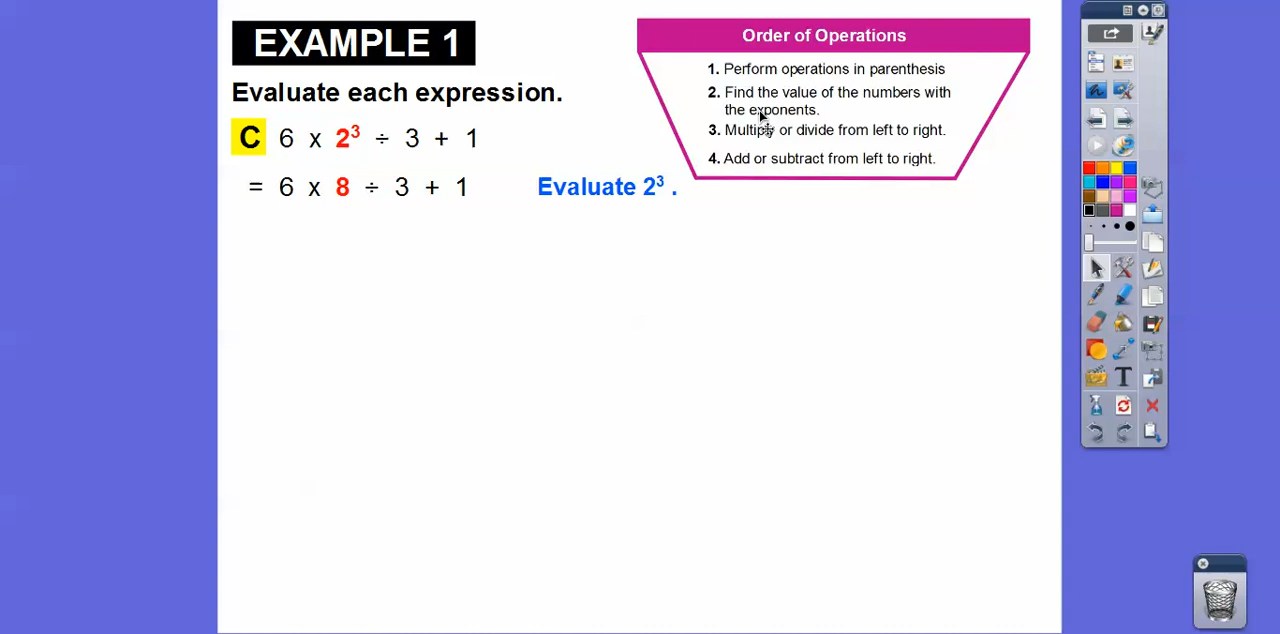 EXAMPLE 1
Evaluate each expression.
C 6 x 2³ ÷ 3 + 1
= 6 x 8 ÷ 3 + 1 Evaluate 2³ .
Order of Operations
1. Perform operations in parenthesis
2. Find the value of the numbers with
the exponents.
3. Multiply or divide from left to right.
4. Add or subtract from left to right.